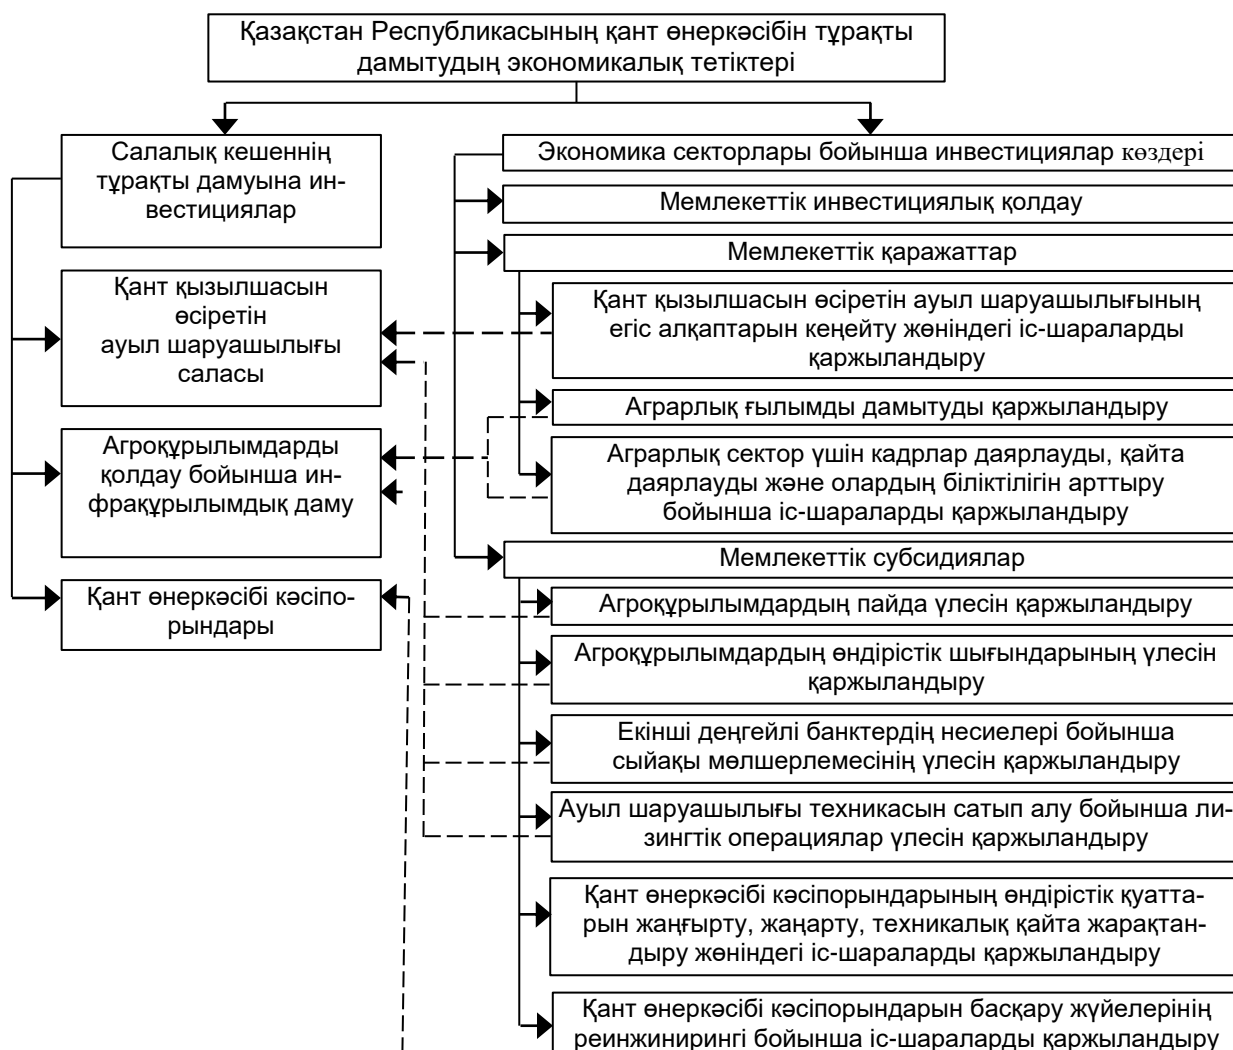 Қазақстан Республикасының қант өнеркәсібін тұрақты
дамытудың экономикалық тетіктері
Салалық кешеннің
тұрақты дамуына ин-
вестициялар
Қант қызылшасын
өсіретін
ауыл шаруашылығы
саласы
Агроқұрылымдарды
қолдау бойынша ин-
фрақұрылымдық даму
Қант өнеркәсібі кәсіпо-
рындары
Экономика секторлары бойынша инвестициялар көздері
Мемлекеттік инвестициялық қолдау
Мемлекеттік қаражаттар
Қант қызылшасын өсіретін ауыл шаруашылығының
егіс алқаптарын кеңейту жөніндегі іс-шараларды
қаржыландыру
Аграрлық ғылымды дамытуды қаржыландыру
Аграрлық сектор үшін кадрлар даярлауды, қайта
даярлауды және олардың біліктілігін арттыру
бойынша іс-шараларды қаржыландыру
Мемлекеттік субсидиялар
Агроқұрылымдардың пайда үлесін қаржыландыру
Агроқұрылымдардың өндірістік шығындарының үлесін
қаржыландыру
Екінші деңгейлі банктердің несиелері бойынша
сыйақы мөлшерлемесінің үлесін қаржыландыру
Ауыл шаруашылығы техникасын сатып алу бойынша ли-
зингтік операциялар үлесін қаржыландыру
Қант өнеркәсібі кәсіпорындарының өндірістік қуатта-
рын жаңғырту, жаңарту, техникалық қайта жарақтан-
дыру жөніндегі іс-шараларды қаржыландыру
Қант өнеркәсібі кәсіпорындарын басқару жүйелерінің
реинжинирингі бойынша іс-шараларды қаржыландыру